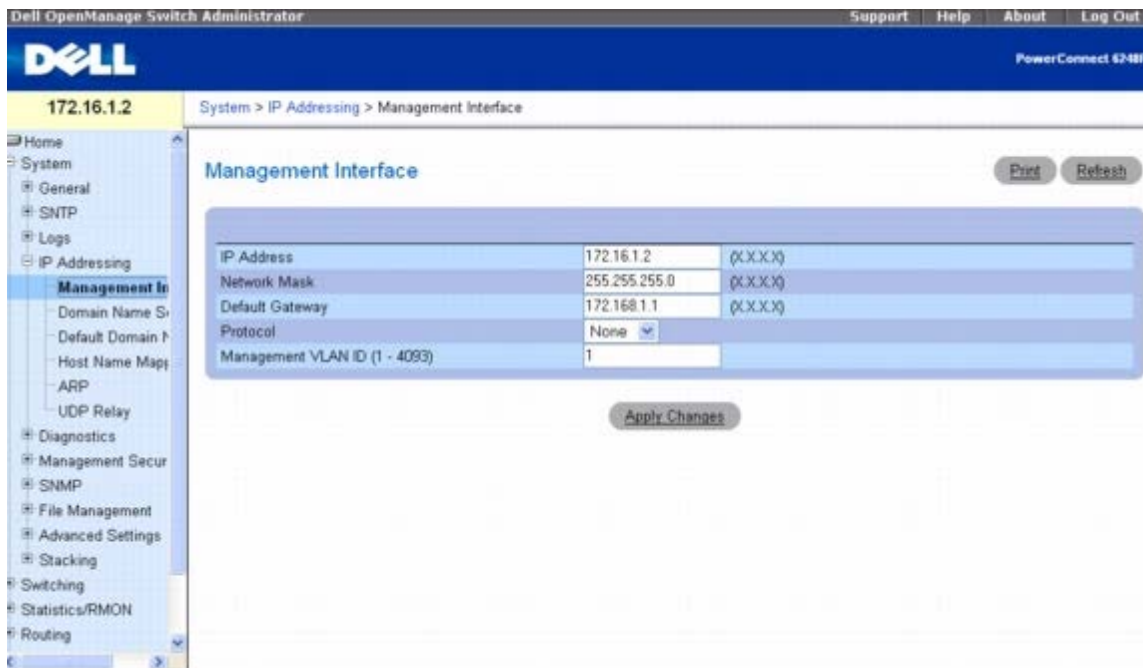 Dell OpenManage Switch Administrator
Support Help About Log Out
DELL
PowerConnect 6248
172.16.1.2
System > IP Addressing > Management Interface
Home
System
General
SNTP
Logs
IP Addressing
Management In
Domain Name S
Default Domain N
Host Name Mapp
ARP
UDP Relay
Diagnostics
Management Secur
SNMP
File Management
Advanced Settings
Stacking
Switching
Statistics/RMON
Routing
Management Interface
Print Refresh
IP Address 172.16.1.2 (X.X.X.X)
Network Mask 255.255.255.0 (X.X.X.X)
Default Gateway 172.168.1.1 (X.X.X.X)
Protocol None
Management VLAN ID (1 - 4093) 1
Apply Changes